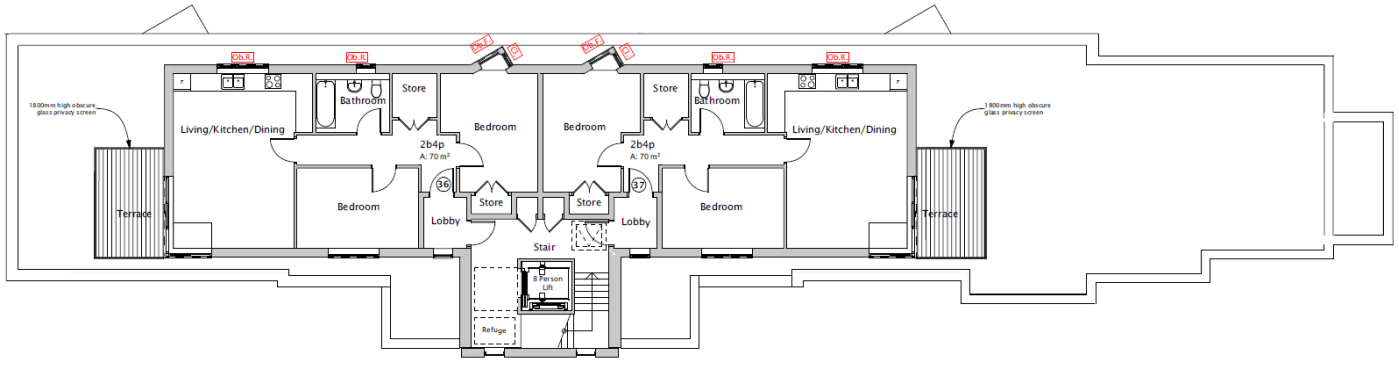 Ob.F.
Cl
Ob.F.
Cl
Ob.R.
Ob.R.
Ob.R.
Ob.R.
1800mm high obscure
glass privacy screen
Bathroom
Store
Store
Bathroom
1800mm high obscure
glass privacy screen
Living/Kitchen/Dining
Bedroom
Bedroom
Living/Kitchen/Dining
2b4p
A: 70 m²
2b4p
A: 70 m²
36
37
Terrace
Bedroom
Store
Store
Bedroom
Terrace
Lobby
Lobby
Stair
8 Person
Lift
Refuge